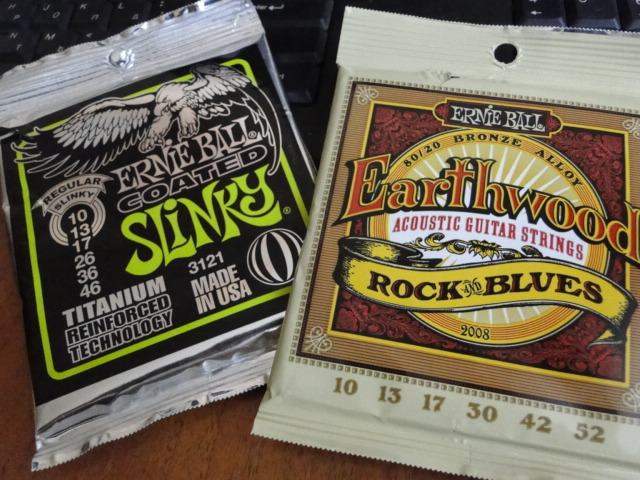 ERNIE BALL®
COATED
SLINKY®
REGULAR
SLINKY
10
13
17
26
36
46
3121
MADE
IN USA
TITANIUM
REINFORCED
TECHNOLOGY
ERNIE BALL
80/20 BRONZE ALLOY
Earthwood
ACOUSTIC GUITAR STRINGS
ROCK AND BLUES
2008
10 13 17 30 42 52